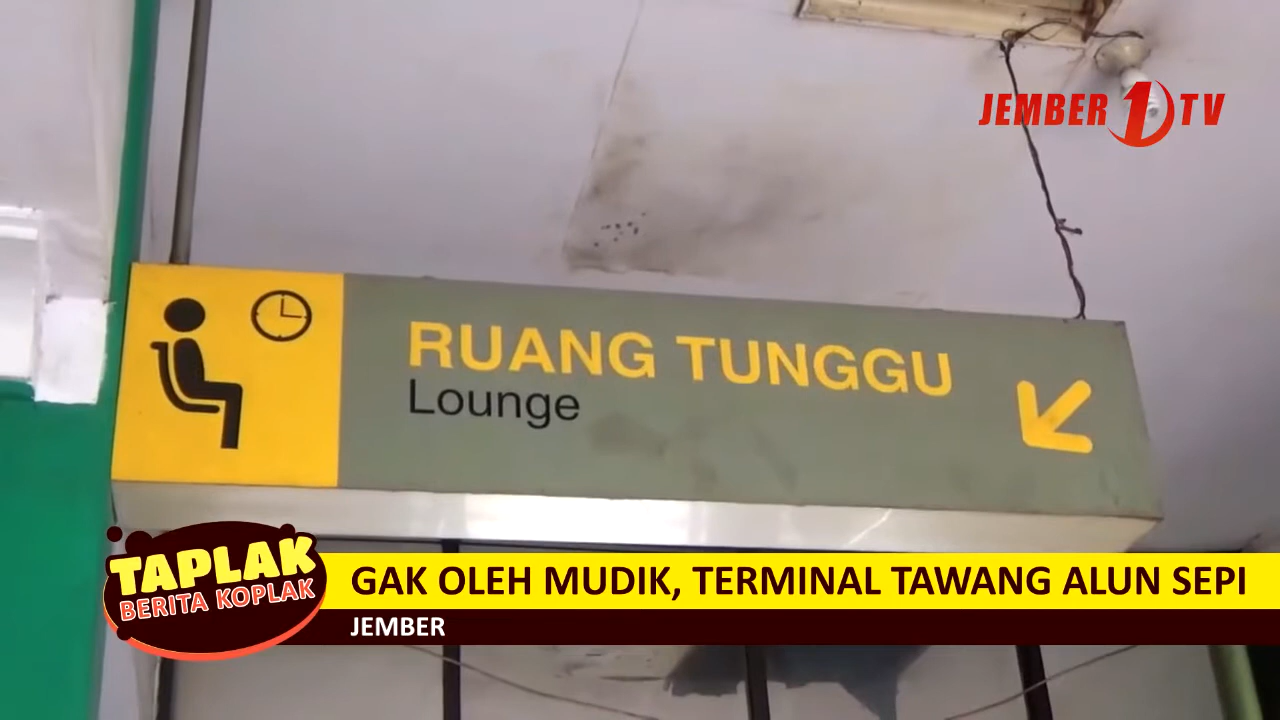 JEMBER 1 TV
RUANG TUNGGU
Lounge
TAPLAK
BERITA KOPLAK
GAK OLEH MUDIK, TERMINAL TAWANG ALUN SEPI
JEMBER